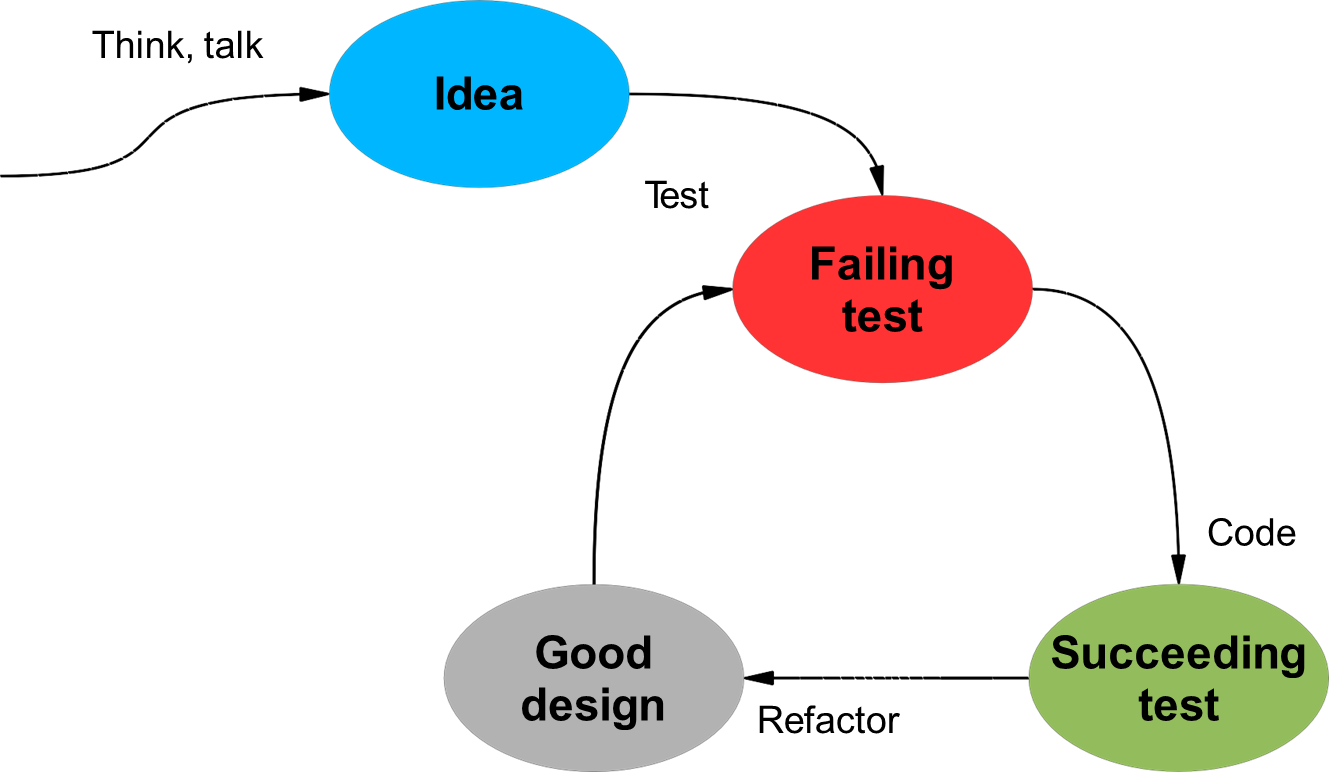 Think, talk
Idea
Test
Failing
test
Code
Succeeding
test
Refactor
Good
design